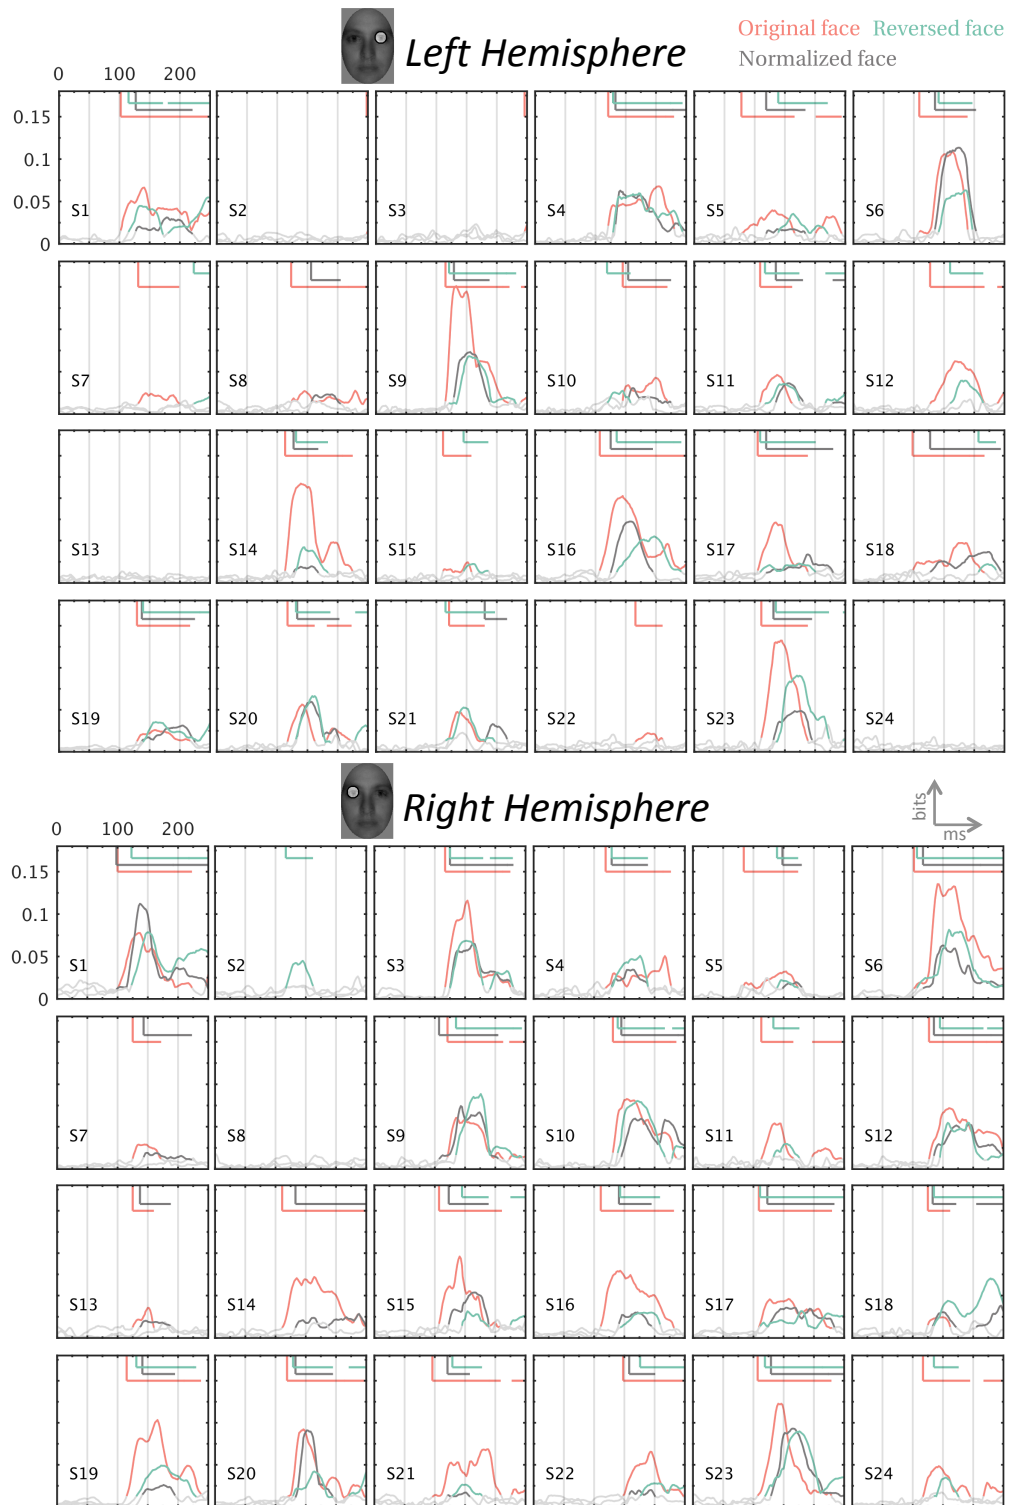 Original face Reversed face
Left Hemisphere
Normalized face
0 100 200
0.15
0.1
0.05
0
S1 S2 S3 S4 S5 S6
S7 S8 S9 S10 S11 S12
S13 S14 S15 S16 S17 S18
S19 S20 S21 S22 S23 S24
Right Hemisphere
bits
ms
0 100 200
0.15
0.1
0.05
0
S1 S2 S3 S4 S5 S6
S7 S8 S9 S10 S11 S12
S13 S14 S15 S16 S17 S18
S19 S20 S21 S22 S23 S24